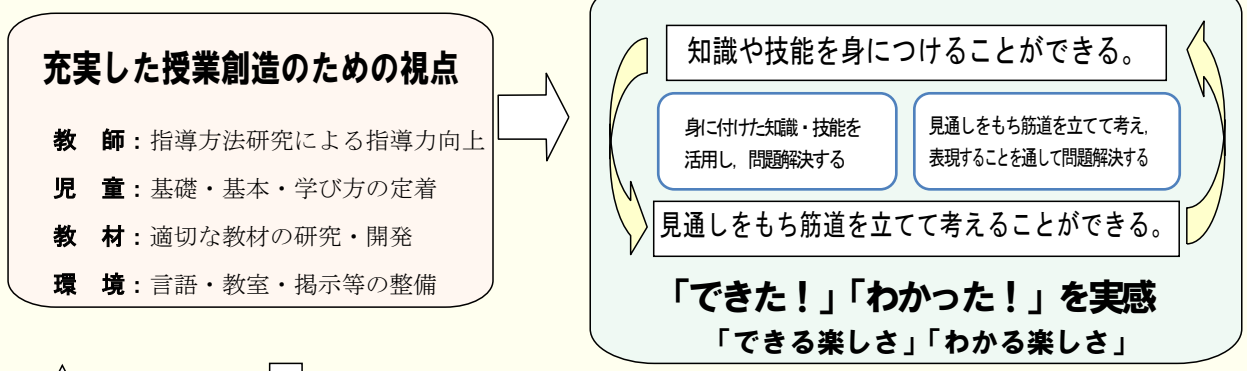 充実した授業創造のための視点
教　師：指導方法研究による指導力向上
児　童：基礎・基本・学び方の定着
教　材：適切な教材の研究・開発
環　境：言語・教室・掲示等の整備
知識や技能を身につけることができる。
身に付けた知識・技能を
活用し，問題解決する
見通しをもち筋道を立てて考え，
表現することを通して問題解決する
見通しをもち筋道を立てて考えることができる。
「できた！」「わかった！」を実感
「できる楽しさ」「わかる楽しさ」